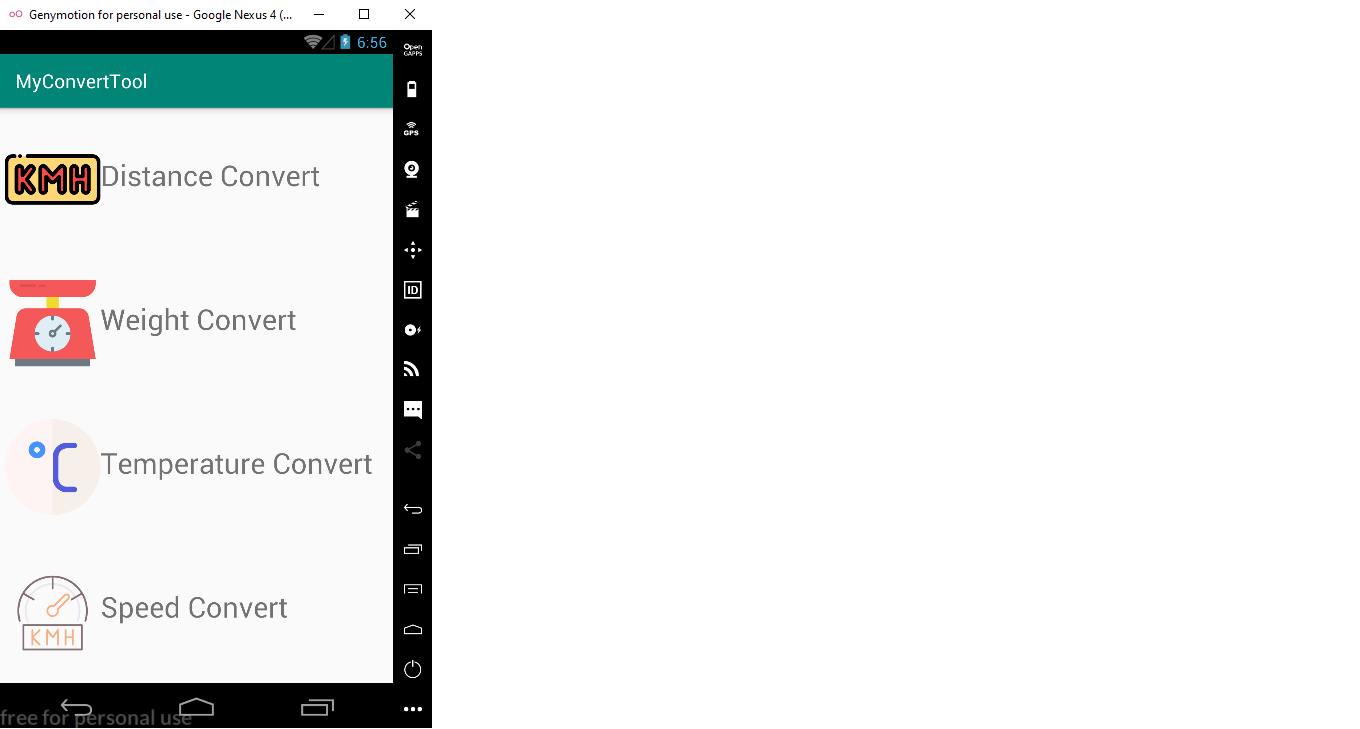 Genymotion for personal use - Google Nexus 4 (...
6:56
Open
GAPPS
MyConvertTool
GPS
KMH
Distance Convert
ID
Weight Convert
°C
Temperature Convert
Speed Convert
KMH
free for personal use